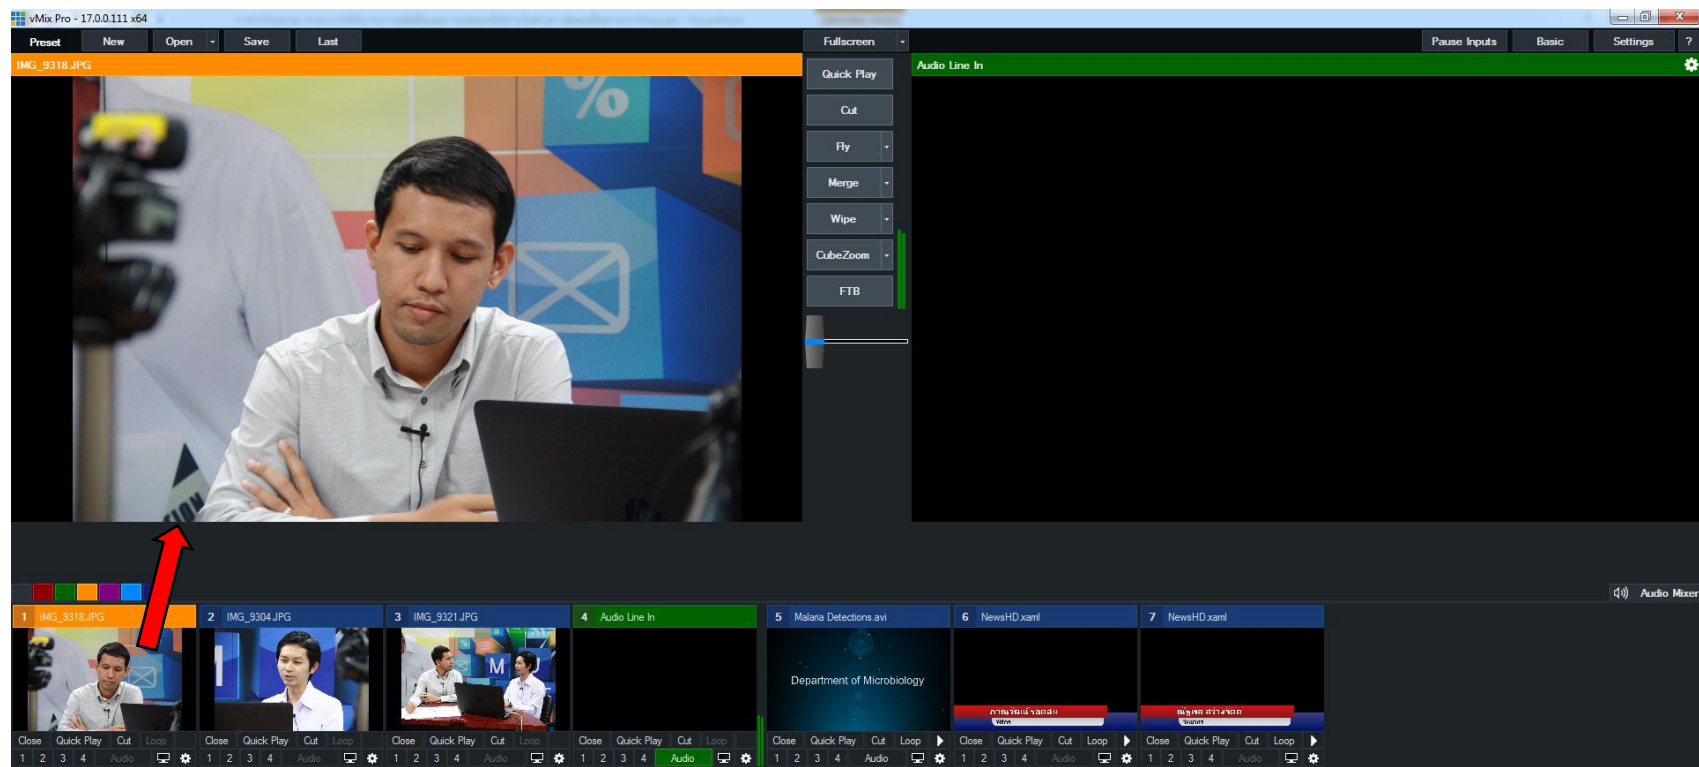 vMix Pro - 17.0.0.111 x64
Preset New Open Save Last Fullscreen Pause Inputs Basic Settings ?
IMG_9318.JPG
Audio Line In
Quick Play
Cut
Fly
Merge
Wipe
CubeZoom
FTB
%
Audio Mixer
1 IMG_9318.JPG 2 IMG_9304.JPG 3 IMG_9321.JPG 4 Audio Line In 5 Malaria Detections.avi 6 NewsHD.xaml 7 NewsHD.xaml
M J
Department of Microbiology
Close Quick Play Cut Loop Close Quick Play Cut Loop Close Quick Play Cut Loop Close Quick Play Cut Loop Close Quick Play Cut Loop Close Quick Play Cut Loop Close Quick Play Cut Loop
1 2 3 4 Audio 1 2 3 4 Audio 1 2 3 4 Audio 1 2 3 4 Audio 1 2 3 4 Audio 1 2 3 4 Audio 1 2 3 4 Audio